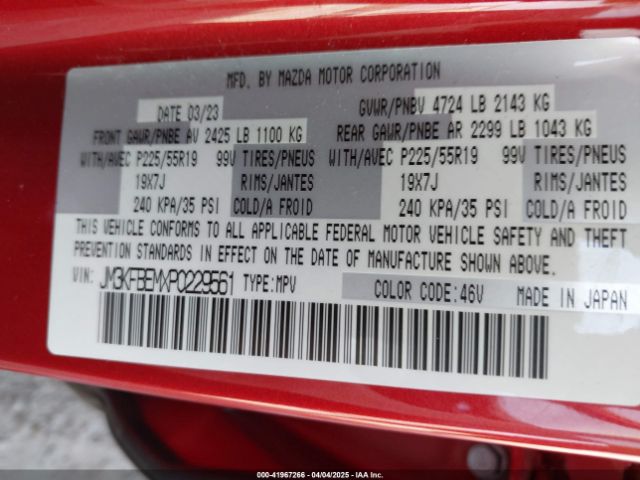 MFD. BY MAZDA MOTOR CORPORATION
DATE 03/23 GVWR/PNBV 4724 LB 2143 KG
FRONT GAWR/PNBE AV 2425 LB 1100 KG REAR GAWR/PNBE AR 2299 LB 1043 KG
WITH/AVEC P225/55R19 99V TIRES/PNEUS WITH/AVEC P225/55R19 99V TIRES/PNEUS
19X7J RIMS/JANTES 19X7J RIMS/JANTES
240 KPA/35 PSI COLD/A FROID 240 KPA/35 PSI COLD/A FROID
THIS VEHICLE CONFORMS TO ALL APPLICABLE FEDERAL MOTOR VEHICLE SAFETY AND THEFT
PREVENTION STANDARDS IN EFFECT ON THE DATE OF MANUFACTURE SHOWN ABOVE.
VIN: JM3KFBEMXP0229561 TYPE:MPV COLOR CODE:46V MADE IN JAPAN
000-41967266 - 04/04/2025 - IAAI.COM